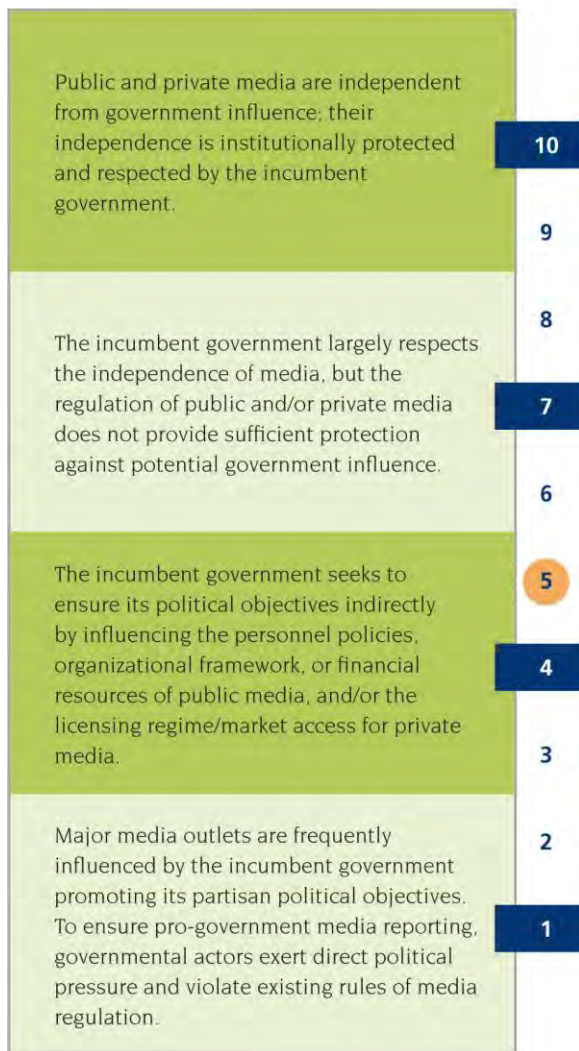 Public and private media are independent
from government influence; their
independence is institutionally protected
and respected by the incumbent
government.
10
9
8
The incumbent government largely respects
the independence of media, but the
regulation of public and/or private media
does not provide sufficient protection
against potential government influence.
7
6
The incumbent government seeks to
ensure its political objectives indirectly
by influencing the personnel policies,
organizational framework, or financial
resources of public media, and/or the
licensing regime/market access for private
media.
5
4
3
Major media outlets are frequently
influenced by the incumbent government
promoting its partisan political objectives.
To ensure pro-government media reporting,
governmental actors exert direct political
pressure and violate existing rules of media
regulation.
2
1